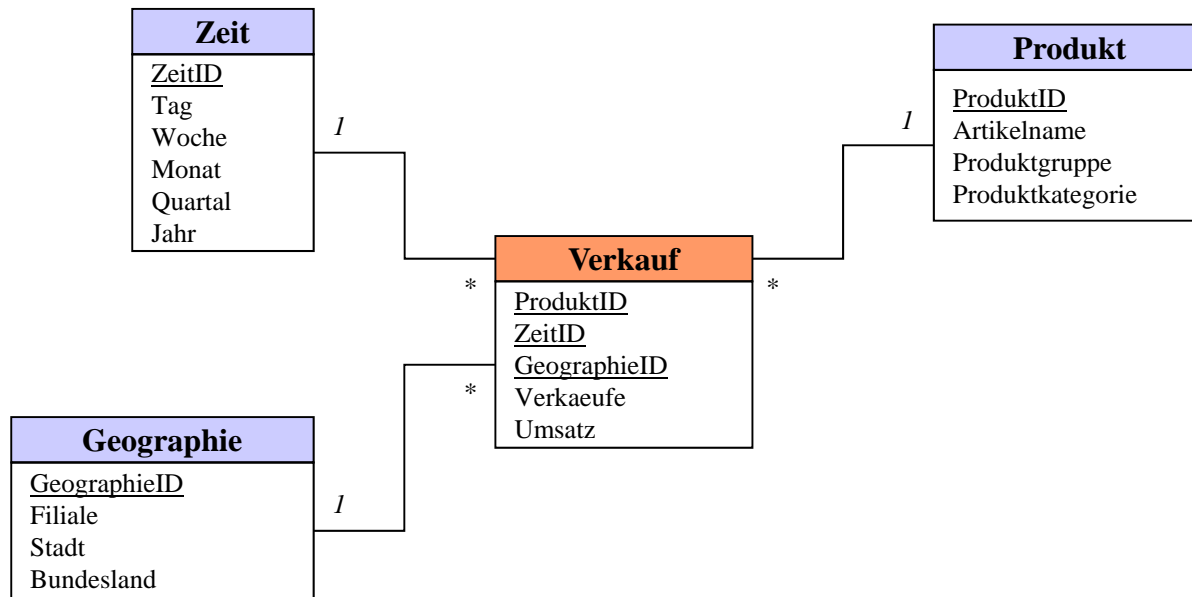 Zeit
ZeitID
Tag
Woche
Monat
Quartal
Jahr
1
*
Produkt
ProduktID
Artikelname
Produktgruppe
Produktkategorie
1
*
Verkauf
ProduktID
ZeitID
GeographieID
Verkaeufe
Umsatz
*
1
Geographie
GeographieID
Filiale
Stadt
Bundesland